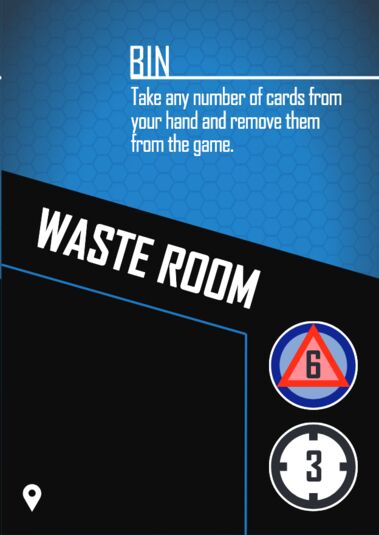 BIN
Take any number of cards from
your hand and remove them
from the game.
WASTE ROOM
6
3